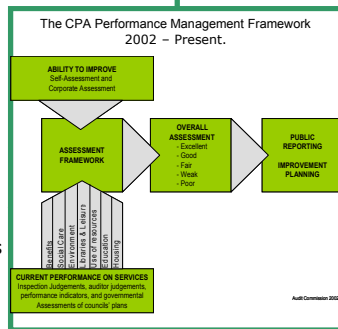 The CPA Performance Management Framework
2002 – Present.
ABILITY TO IMPROVE
Self-Assessment and
Corporate Assessment
ASSESSMENT
FRAMEWORK
OVERALL
ASSESSMENT
- Excellent
- Good
- Fair
- Weak
- Poor
PUBLIC
REPORTING
IMPROVEMENT
PLANNING
Benefits
Social Care
Environment
Libraries & Leisure
Use of resources
Education
Housing
s
CURRENT PERFORMANCE ON SERVICES
Inspection Judgements, auditor judgements,
performance indicators, and governmental
Assessments of councils' plans
Audit Commission 2002